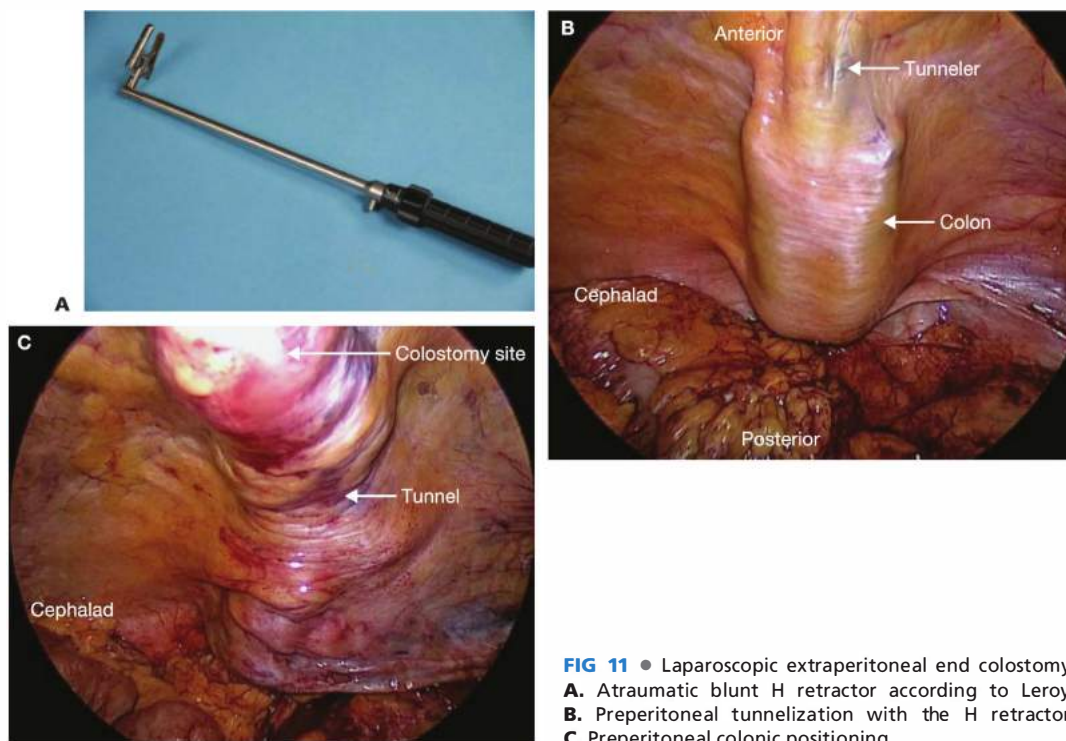 A
B
Anterior
Tunneler
Colon
Cephalad
Posterior
C
Colostomy site
Tunnel
Cephalad
FIG 11 ● Laparoscopic extraperitoneal end colostomy
A. Atraumatic blunt H retractor according to Leroy
B. Preperitoneal tunnelization with the H retractor
C. Preperitoneal colonic positioning